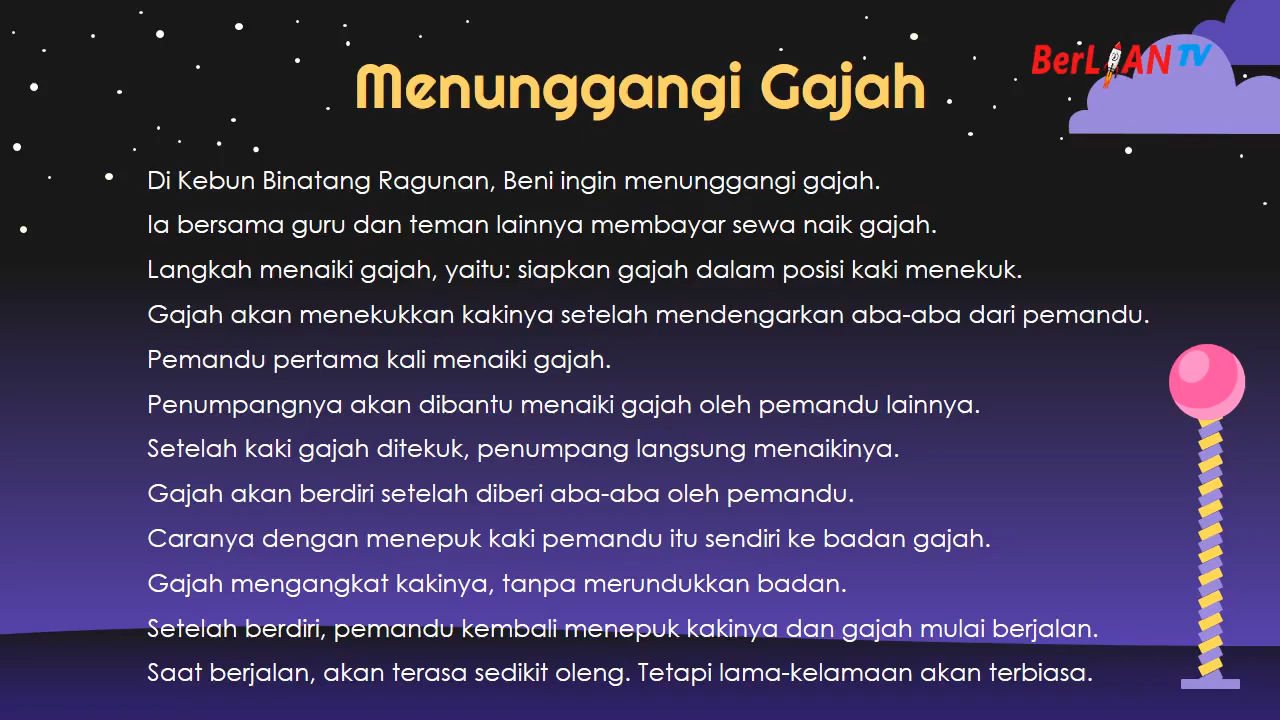 BerLIAN TV
Menunggangi Gajah
• Di Kebun Binatang Ragunan, Beni ingin menunggangi gajah.
Ia bersama guru dan teman lainnya membayar sewa naik gajah.
Langkah menaiki gajah, yaitu: siapkan gajah dalam posisi kaki menekuk.
Gajah akan menekukkan kakinya setelah mendengarkan aba-aba dari pemandu.
Pemandu pertama kali menaiki gajah.
Penumpangnya akan dibantu menaiki gajah oleh pemandu lainnya.
Setelah kaki gajah ditekuk, penumpang langsung menaikinya.
Gajah akan berdiri setelah diberi aba-aba oleh pemandu.
Caranya dengan menepuk kaki pemandu itu sendiri ke badan gajah.
Gajah mengangkat kakinya, tanpa merundukkan badan.
Setelah berdiri, pemandu kembali menepuk kakinya dan gajah mulai berjalan.
Saat berjalan, akan terasa sedikit oleng. Tetapi lama-kelamaan akan terbiasa.